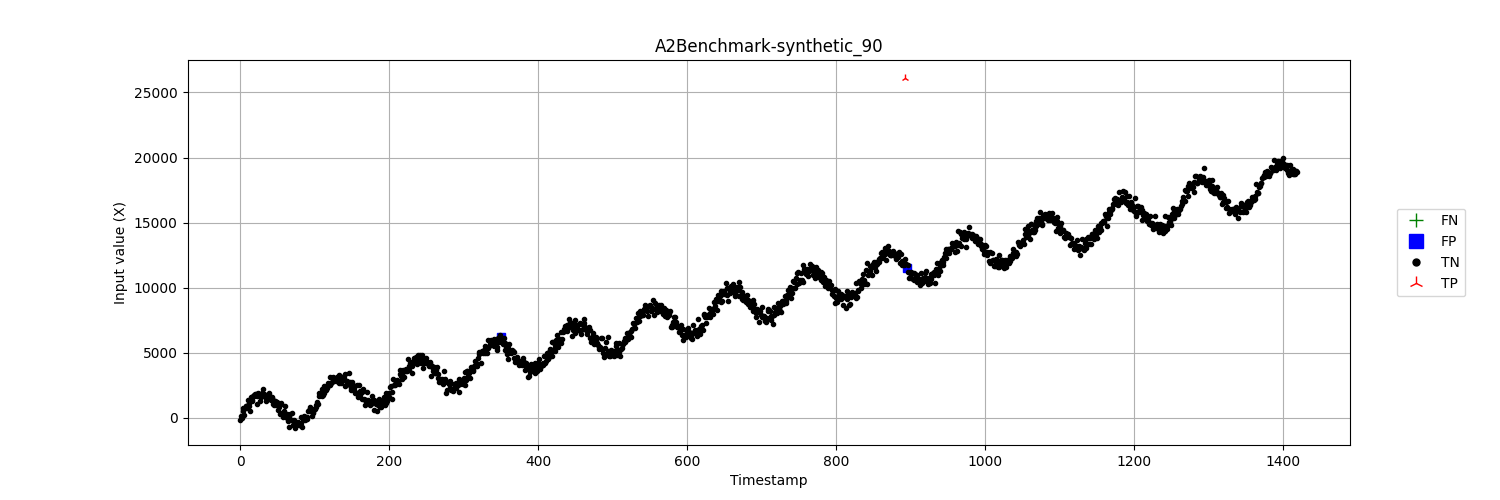 A2Benchmark-synthetic_90
25000
20000
15000
10000
5000
0
Input value (X)
0 200 400 600 800 1000 1200 1400
Timestamp
FN
FP
TN
TP